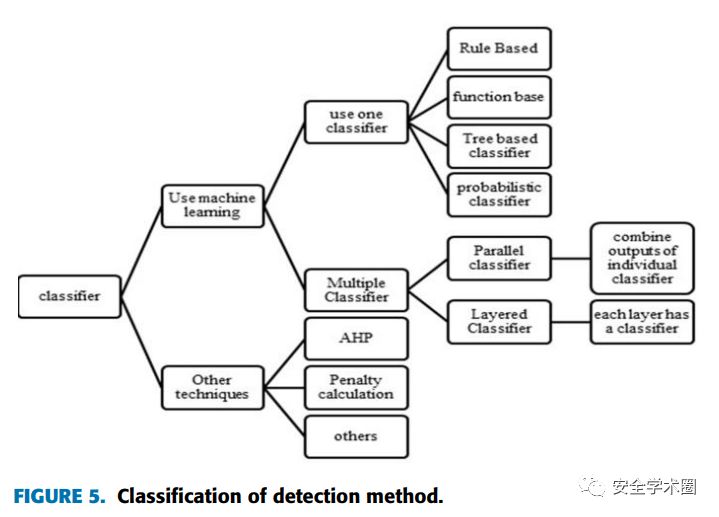 Rule Based
function base
use one
classifier
Tree based
classifier
probabilistic
classifier
Use machine
learning
Parallel
classifier
combine
outputs of
individual
classifier
classifier
Multiple
Classifier
Layered
Classifier
each layer has
a classifier
AHP
Other
techniques
Penalty
calculation
others
FIGURE 5. Classification of detection method.
安全学术圈